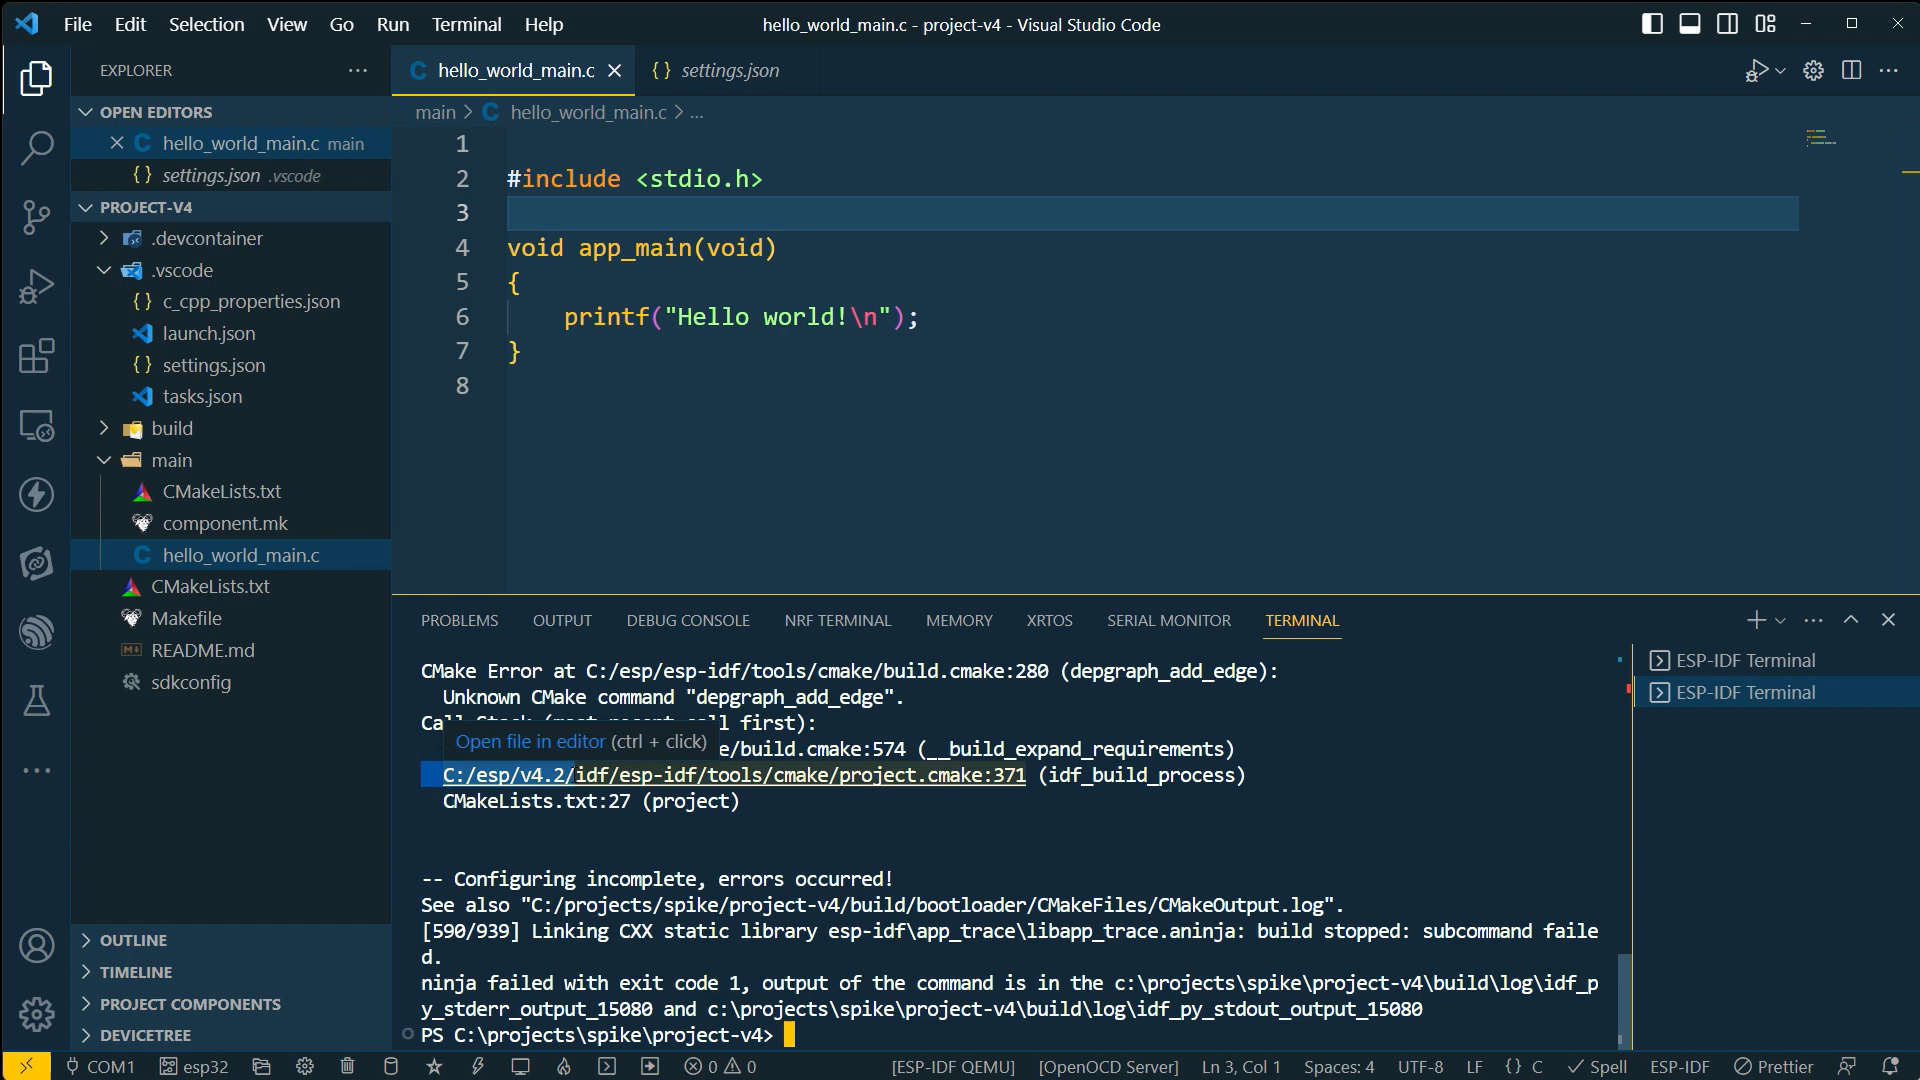 File Edit Selection View Go Run Terminal Help
hello_world_main.c - project-v4 - Visual Studio Code
EXPLORER
OPEN EDITORS
hello_world_main.c main
{} settings.json .vscode
PROJECT-V4
.devcontainer
.vscode
{} c_cpp_properties.json
launch.json
{} settings.json
tasks.json
build
main
CMakeLists.txt
component.mk
C hello_world_main.c
CMakeLists.txt
Makefile
README.md
sdkconfig
OUTLINE
TIMELINE
PROJECT COMPONENTS
DEVICETREE
C hello_world_main.c
{} settings.json
main > C hello_world_main.c > ...
1
2 #include <stdio.h>
3
4 void app_main(void)
5 {
6 printf("Hello world!\n");
7 }
8
PROBLEMS OUTPUT DEBUG CONSOLE NRF TERMINAL MEMORY XRTOS SERIAL MONITOR TERMINAL
CMake Error at C:/esp/esp-idf/tools/cmake/build.cmake:280 (depgraph_add_edge):
Unknown CMake command "depgraph_add_edge".
Call Stack (most recent call first):
Open file in editor (ctrl + click)
e/build.cmake:574 (__build_expand_requirements)
C:/esp/v4.2/idf/esp-idf/tools/cmake/project.cmake:371 (idf_build_process)
CMakeLists.txt:27 (project)
-- Configuring incomplete, errors occurred!
See also "C:/projects/spike/project-v4/build/bootloader/CMakeFiles/CMakeOutput.log".
[590/939] Linking CXX static library esp-idf\app_trace\libapp_trace.aninja: build stopped: subcommand faile
d.
ninja failed with exit code 1, output of the command is in the c:\projects\spike\project-v4\build\log\idf_p
y_stderr_output_15080 and c:\projects\spike\project-v4\build\log\idf_py_stdout_output_15080
PS C:\projects\spike\project-v4>
ESP-IDF Terminal
ESP-IDF Terminal
COM1 esp32 0 0 [ESP-IDF QEMU] [OpenOCD Server] Ln 3, Col 1 Spaces: 4 UTF-8 LF {} C Spell ESP-IDF Prettier